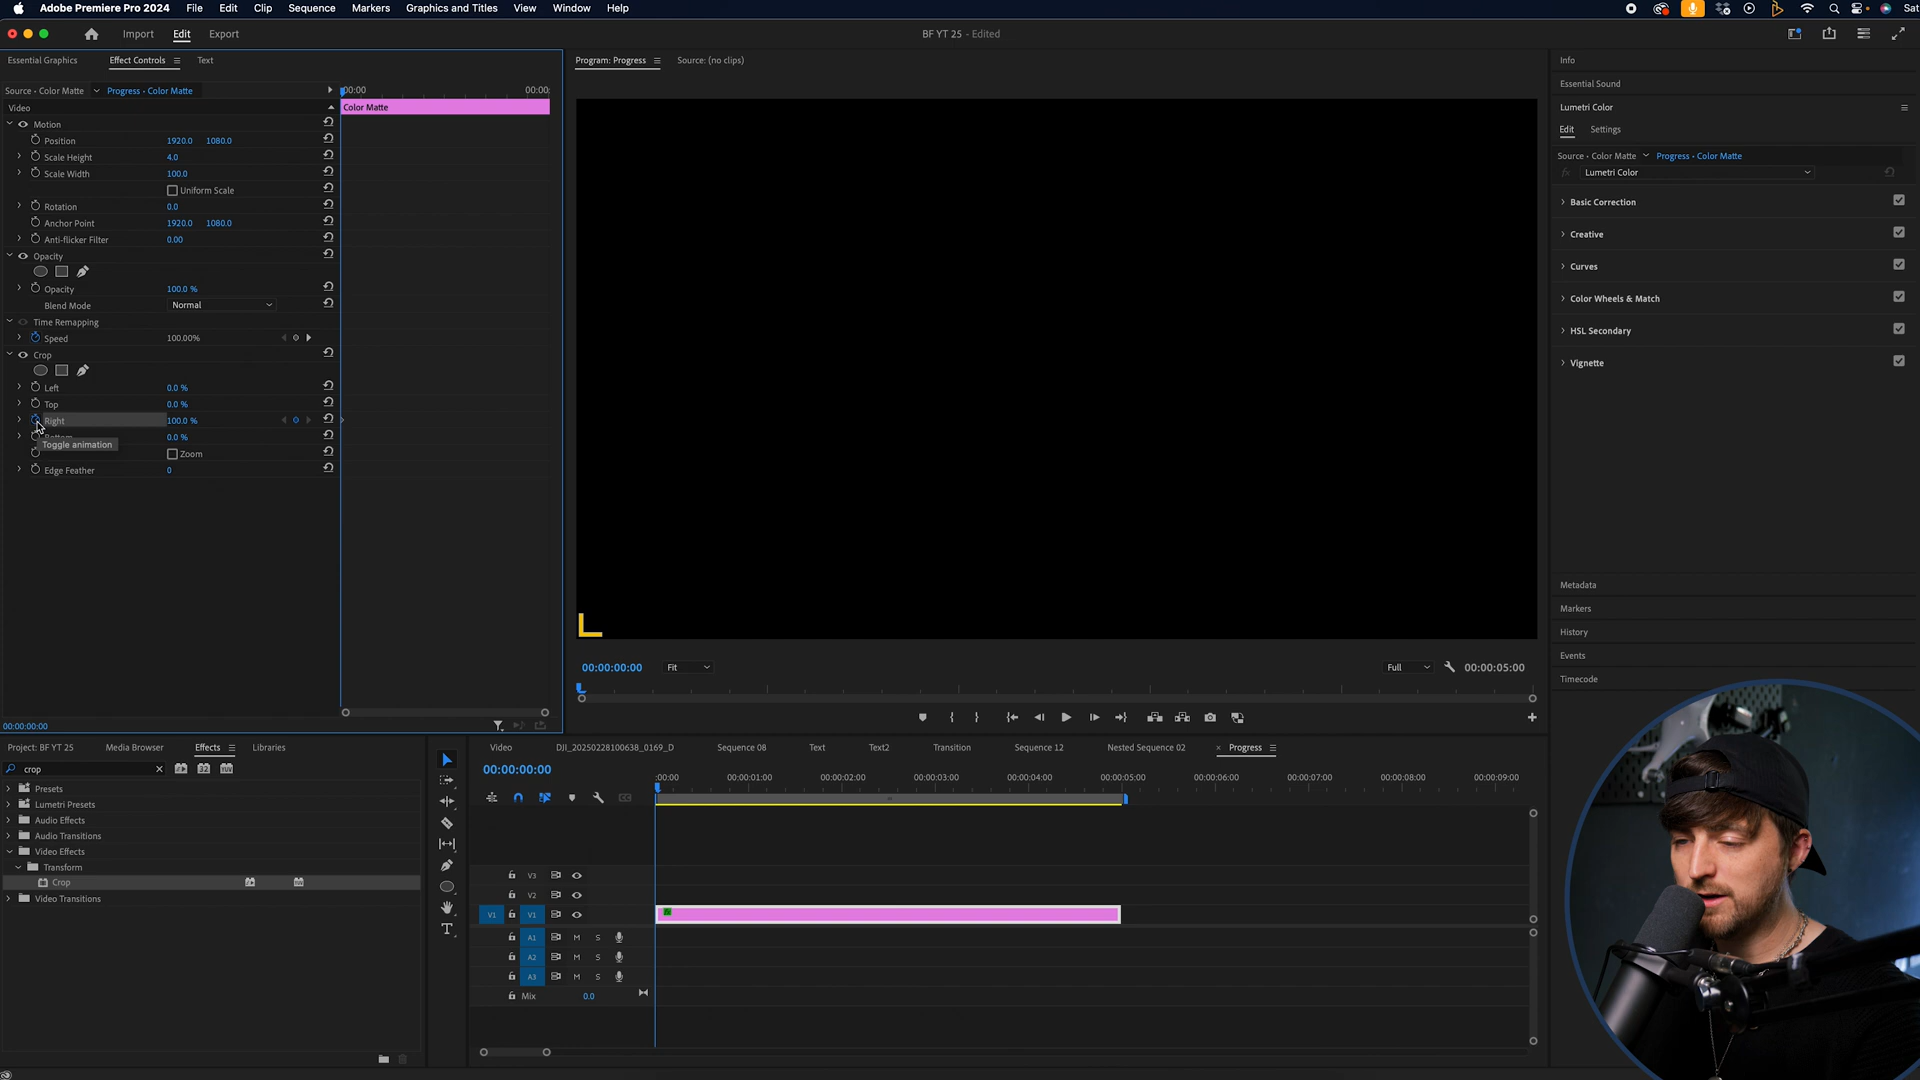 Adobe Premiere Pro 2024 File Edit Clip Sequence Markers Graphics and Titles View Window Help Sat
Import Edit Export BF YT 25 - Edited
Essential Graphics Effect Controls Text Program: Progress Source: (no clips) Info
Essential Sound
Source • Color Matte Progress • Color Matte :00:00 00:00:
Video Color Matte Lumetri Color
Motion
Edit Settings
Position 1920.0 1080.0
Scale Height 4.0 Source • Color Matte Progress • Color Matte
Scale Width 100.0 fx Lumetri Color
Uniform Scale
Rotation 0.0 Basic Correction
Anchor Point 1920.0 1080.0
Anti-flicker Filter 0.00 Creative
Opacity
Curves
Opacity 100.0 %
Blend Mode Normal Color Wheels & Match
Time Remapping
Speed 100.00% HSL Secondary
Crop
Vignette
Left 0.0 %
Top 0.0 %
Right 100.0 %
0.0 %
Toggle animation
Zoom
Edge Feather 0
Metadata
Markers
History
Events
00:00:00:00 Fit Full 00:00:05:00
Timecode
00:00:00:00
Project: BF YT 25 Media Browser Effects Libraries Video DJI_20250228100638_0169_D Sequence 08 Text Text2 Transition Sequence 12 Nested Sequence 02 × Progress
crop 32 00:00:00:00
:00:00 00:00:01:00 00:00:02:00 00:00:03:00 00:00:04:00 00:00:05:00 00:00:06:00 00:00:07:00 00:00:08:00 00:00:09:00
Presets
Lumetri Presets
Audio Effects
Audio Transitions
Video Effects
Transform
Crop
Video Transitions
V3
V2
V1 V1 fx
A1 M S
A2 M S
A3 M S
Mix 0.0